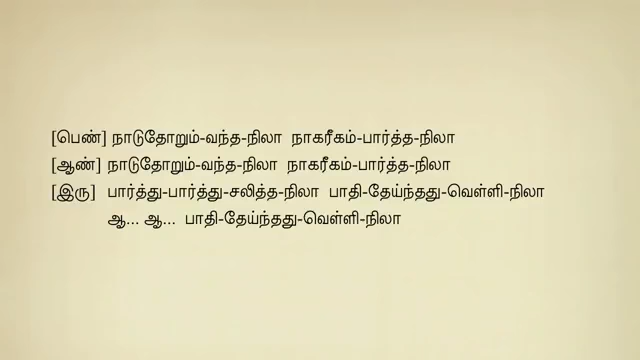 [பெண்] நாடுதோறும்-வந்த-நிலா நாகரீகம்-பார்த்த-நிலா
[ஆண்] நாடுதோறும்-வந்த-நிலா நாகரீகம்-பார்த்த-நிலா
[இரு] பார்த்து-பார்த்து-சலித்த-நிலா பாதி-தேய்ந்தது-வெள்ளி-நிலா
ஆ... ஆ... பாதி-தேய்ந்தது-வெள்ளி-நிலா